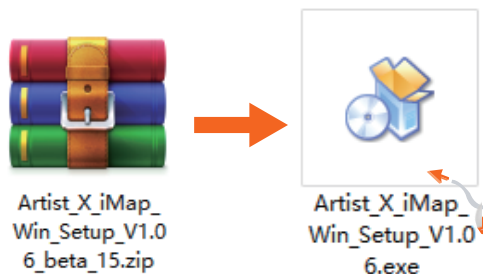 Artist_X_iMap_
Win_Setup_V1.0
6_beta_15.zip
Artist_X_iMap_
Win_Setup_V1.0
6.exe